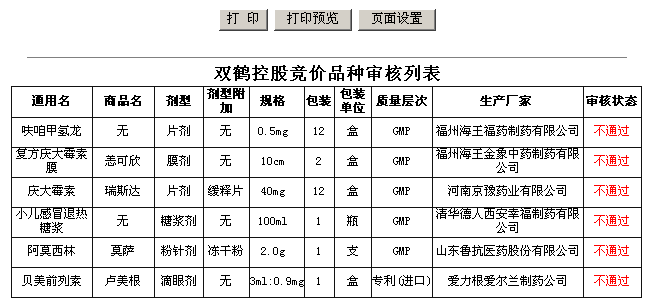 打 印 打印预览 页面设置
双鹤控股竞价品种审核列表
通用名 商品名 剂型 剂型附加 规格 包装 包装单位 质量层次 生产厂家 审核状态
呋咱甲氢龙 无 片剂 无 0.5mg 12 盒 GMP 福州海王福药制药有限公司 不通过
复方庆大霉素膜 恙可欣 膜剂 无 10cm 2 盒 GMP 福州海王金象中药制药有限公司 不通过
庆大霉素 瑞斯达 片剂 缓释片 40mg 12 盒 GMP 河南京豫药业有限公司 不通过
小儿感冒退热糖浆 无 糖浆剂 无 100ml 1 瓶 GMP 清华德人西安幸福制药有限公司 不通过
阿莫西林 莫萨 粉针剂 冻干粉 2.0g 1 支 GMP 山东鲁抗医药股份有限公司 不通过
贝美前列素 卢美根 滴眼剂 无 3ml:0.9mg 1 盒 专利(进口) 爱力根爱尔兰制药公司 不通过